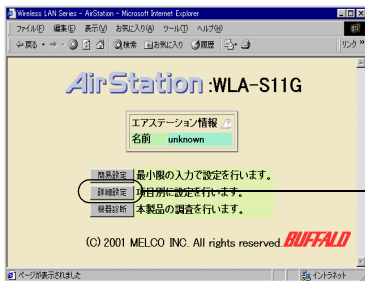 Wireless LAN Series - AirStation - Microsoft Internet Explorer
ファイル(F) 編集(E) 表示(V) お気に入り(A) ツール(T) ヘルプ(H)
戻る 検索 お気に入り 履歴 リンク »
AirStation :WLA-S11G
エアステーション情報
名前 unknown
簡易設定 最小限の入力で設定を行います。
詳細設定 項目別に設定を行います。
機器診断 本製品の調査を行います。
(C) 2001 MELCO INC. All rights reserved. BUFFALO
ページが表示されました イントラネット